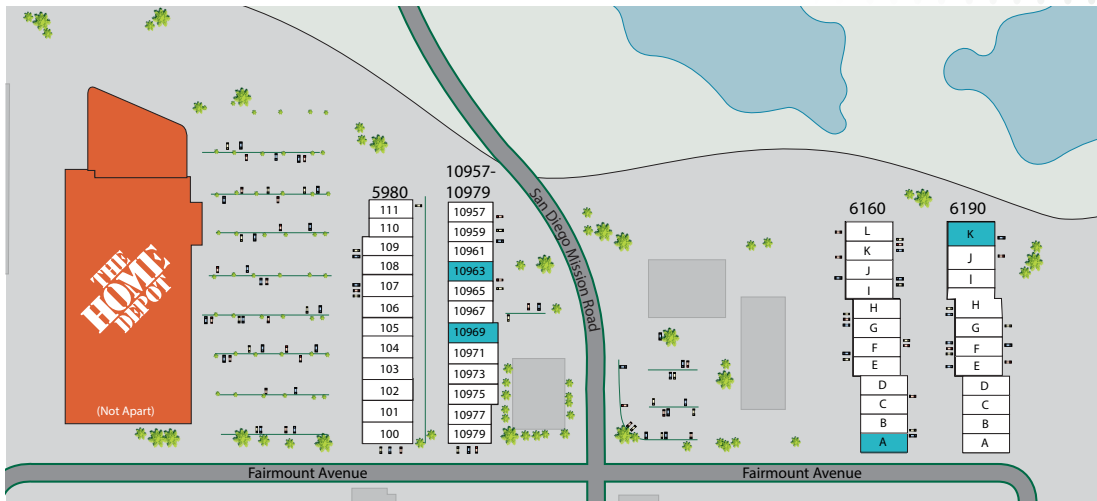 THE
HOME
DEPOT
(Not Apart)
5980
111
110
109
108
107
106
105
104
103
102
101
100
10957-
10979
10957
10959
10961
10963
10965
10967
10969
10971
10973
10975
10977
10979
San Diego Mission Road
6160
L
K
J
I
H
G
F
E
D
C
B
A
6190
K
J
I
H
G
F
E
D
C
B
A
Fairmount Avenue
Fairmount Avenue